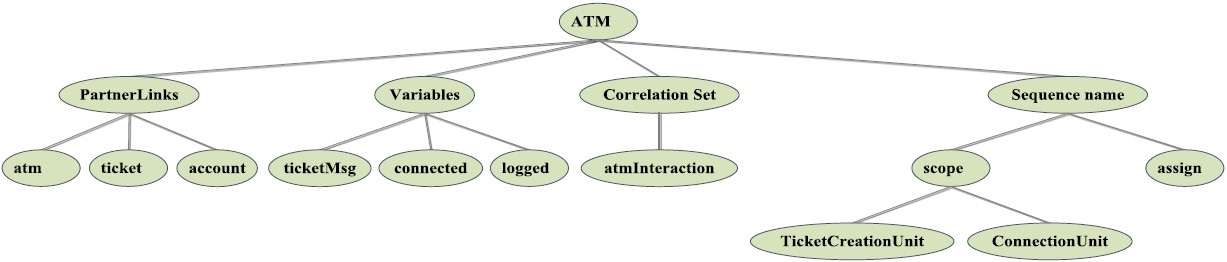 ATM
PartnerLinks
Variables
Correlation Set
Sequence name
atm
ticket
account
ticketMsg
connected
logged
atmInteraction
scope
assign
TicketCreationUnit
ConnectionUnit